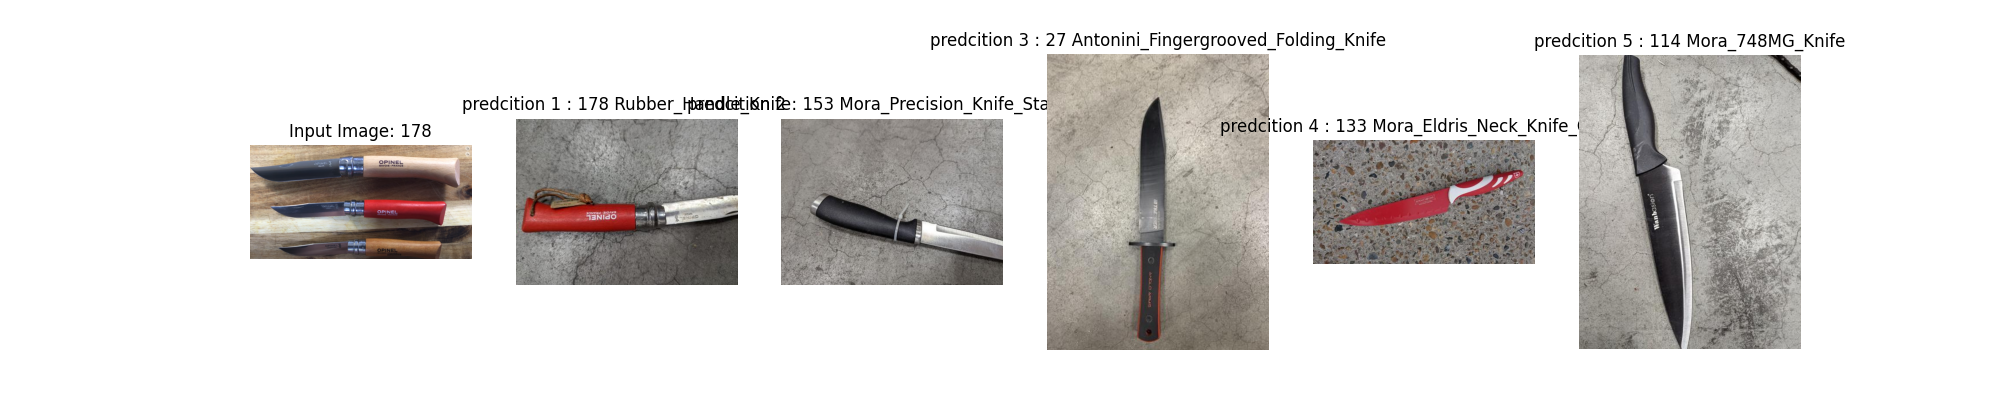 predcition 3 : 27 Antonini_Fingergrooved_Folding_Knife
predcition 5 : 114 Mora_748MG_Knife
predcition 1 : 178 Rubber_Handle_Knife
predcition 2 : 153 Mora_Precision_Knife_Sta
predcition 4 : 133 Mora_Eldris_Neck_Knife_
Input Image: 178
OPINEL
OPINEL
OPINEL
OPINEL